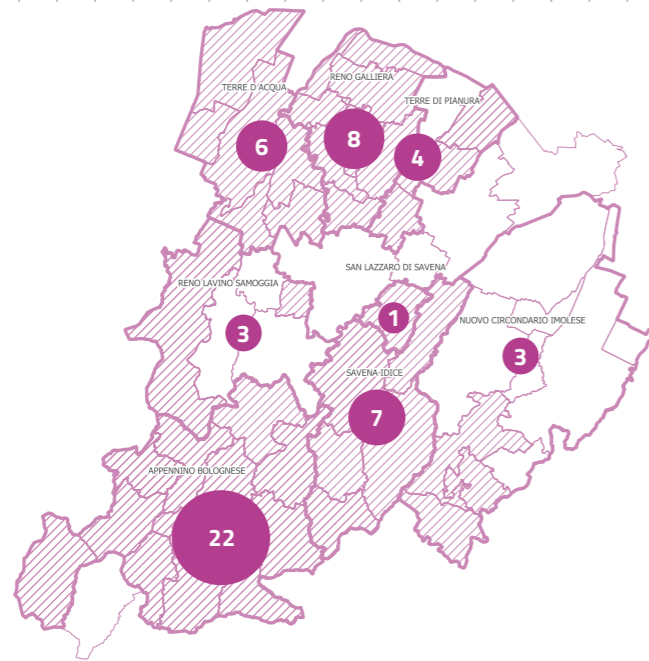 RENO GALLIERA
TERRE D'ACQUA
TERRE DI PIANURA
6
8
4
SAN LAZZARO DI SAVENA
RENO LAVINO SAMOGGIA
1
NUOVO CIRCONDARIO IMOLESE
3
3
SAVENA IDICE
7
APPENNINO BOLOGNESE
22